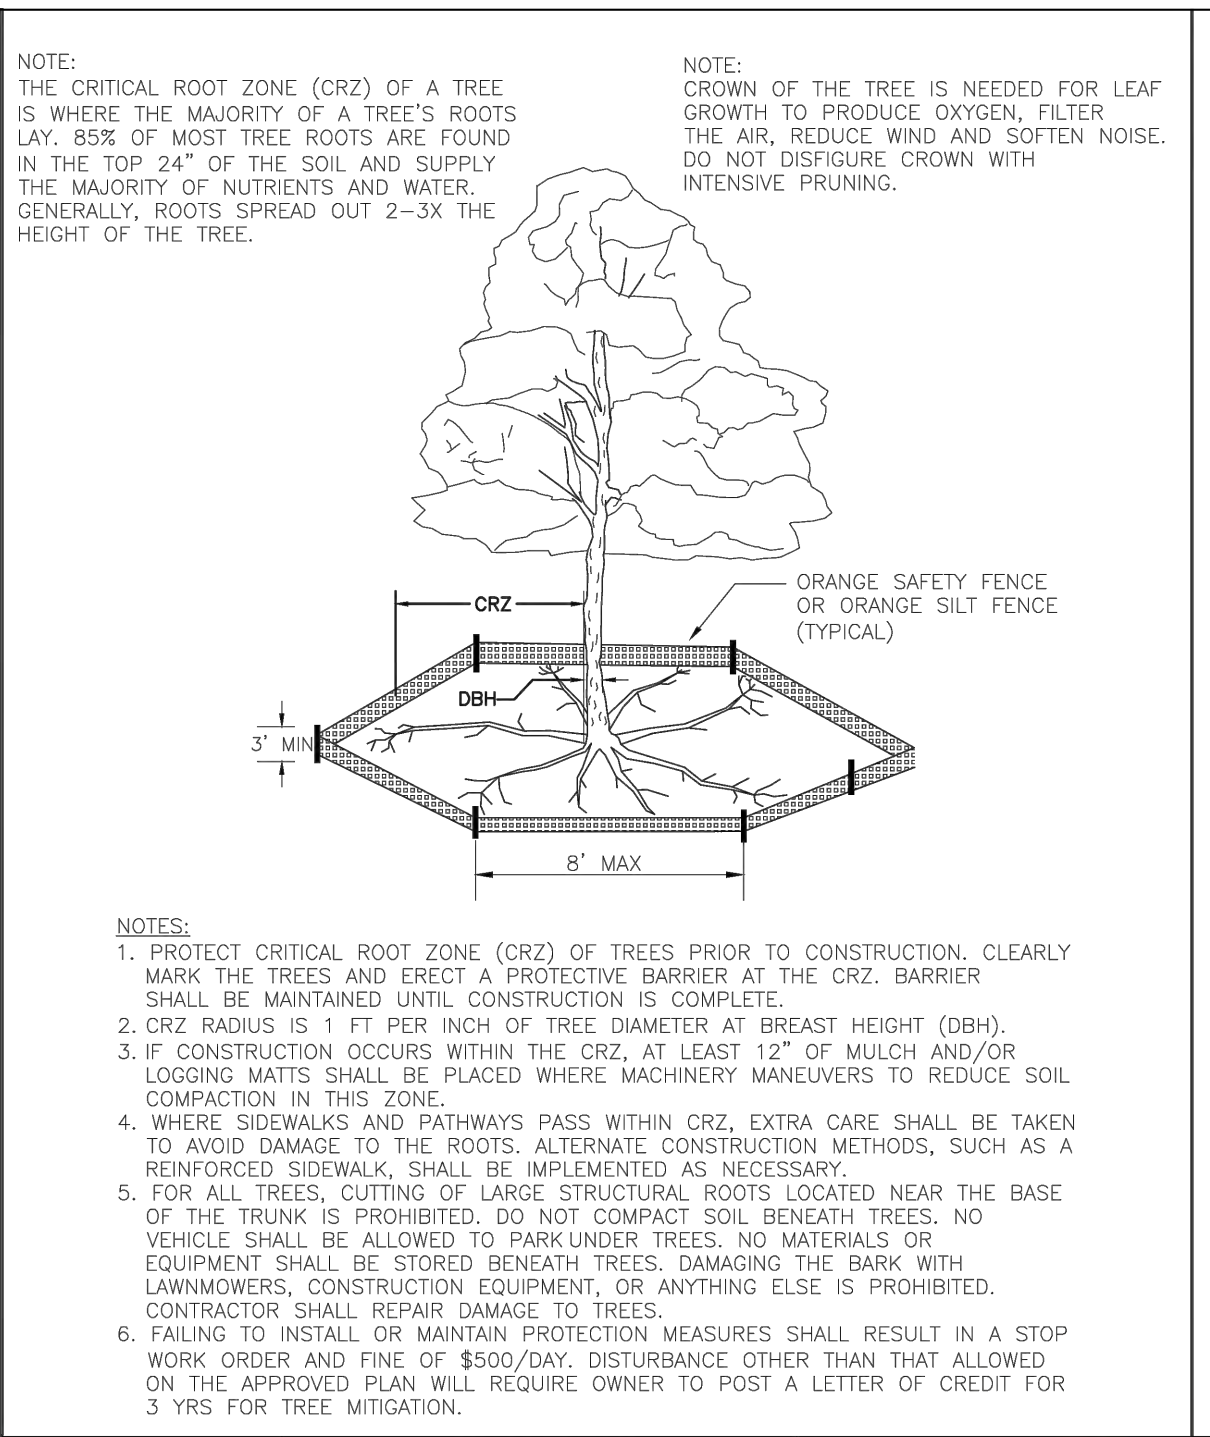 NOTE:
THE CRITICAL ROOT ZONE (CRZ) OF A TREE
IS WHERE THE MAJORITY OF A TREE'S ROOTS
LAY. 85% OF MOST TREE ROOTS ARE FOUND
IN THE TOP 24" OF THE SOIL AND SUPPLY
THE MAJORITY OF NUTRIENTS AND WATER.
GENERALLY, ROOTS SPREAD OUT 2-3X THE
HEIGHT OF THE TREE.
NOTE:
CROWN OF THE TREE IS NEEDED FOR LEAF
GROWTH TO PRODUCE OXYGEN, FILTER
THE AIR, REDUCE WIND AND SOFTEN NOISE.
DO NOT DISFIGURE CROWN WITH
INTENSIVE PRUNING.
ORANGE SAFETY FENCE
OR ORANGE SILT FENCE
(TYPICAL)
CRZ
DBH
3' MIN
8' MAX
NOTES:
1. PROTECT CRITICAL ROOT ZONE (CRZ) OF TREES PRIOR TO CONSTRUCTION. CLEARLY
MARK THE TREES AND ERECT A PROTECTIVE BARRIER AT THE CRZ. BARRIER
SHALL BE MAINTAINED UNTIL CONSTRUCTION IS COMPLETE.
2. CRZ RADIUS IS 1 FT PER INCH OF TREE DIAMETER AT BREAST HEIGHT (DBH).
3. IF CONSTRUCTION OCCURS WITHIN THE CRZ, AT LEAST 12" OF MULCH AND/OR
LOGGING MATTS SHALL BE PLACED WHERE MACHINERY MANEUVERS TO REDUCE SOIL
COMPACTION IN THIS ZONE.
4. WHERE SIDEWALKS AND PATHWAYS PASS WITHIN CRZ, EXTRA CARE SHALL BE TAKEN
TO AVOID DAMAGE TO THE ROOTS. ALTERNATE CONSTRUCTION METHODS, SUCH AS A
REINFORCED SIDEWALK, SHALL BE IMPLEMENTED AS NECESSARY.
5. FOR ALL TREES, CUTTING OF LARGE STRUCTURAL ROOTS LOCATED NEAR THE BASE
OF THE TRUNK IS PROHIBITED. DO NOT COMPACT SOIL BENEATH TREES. NO
VEHICLE SHALL BE ALLOWED TO PARK UNDER TREES. NO MATERIALS OR
EQUIPMENT SHALL BE STORED BENEATH TREES. DAMAGING THE BARK WITH
LAWNMOWERS, CONSTRUCTION EQUIPMENT, OR ANYTHING ELSE IS PROHIBITED.
CONTRACTOR SHALL REPAIR DAMAGE TO TREES.
6. FAILING TO INSTALL OR MAINTAIN PROTECTION MEASURES SHALL RESULT IN A STOP
WORK ORDER AND FINE OF $500/DAY. DISTURBANCE OTHER THAN THAT ALLOWED
ON THE APPROVED PLAN WILL REQUIRE OWNER TO POST A LETTER OF CREDIT FOR
3 YRS FOR TREE MITIGATION.